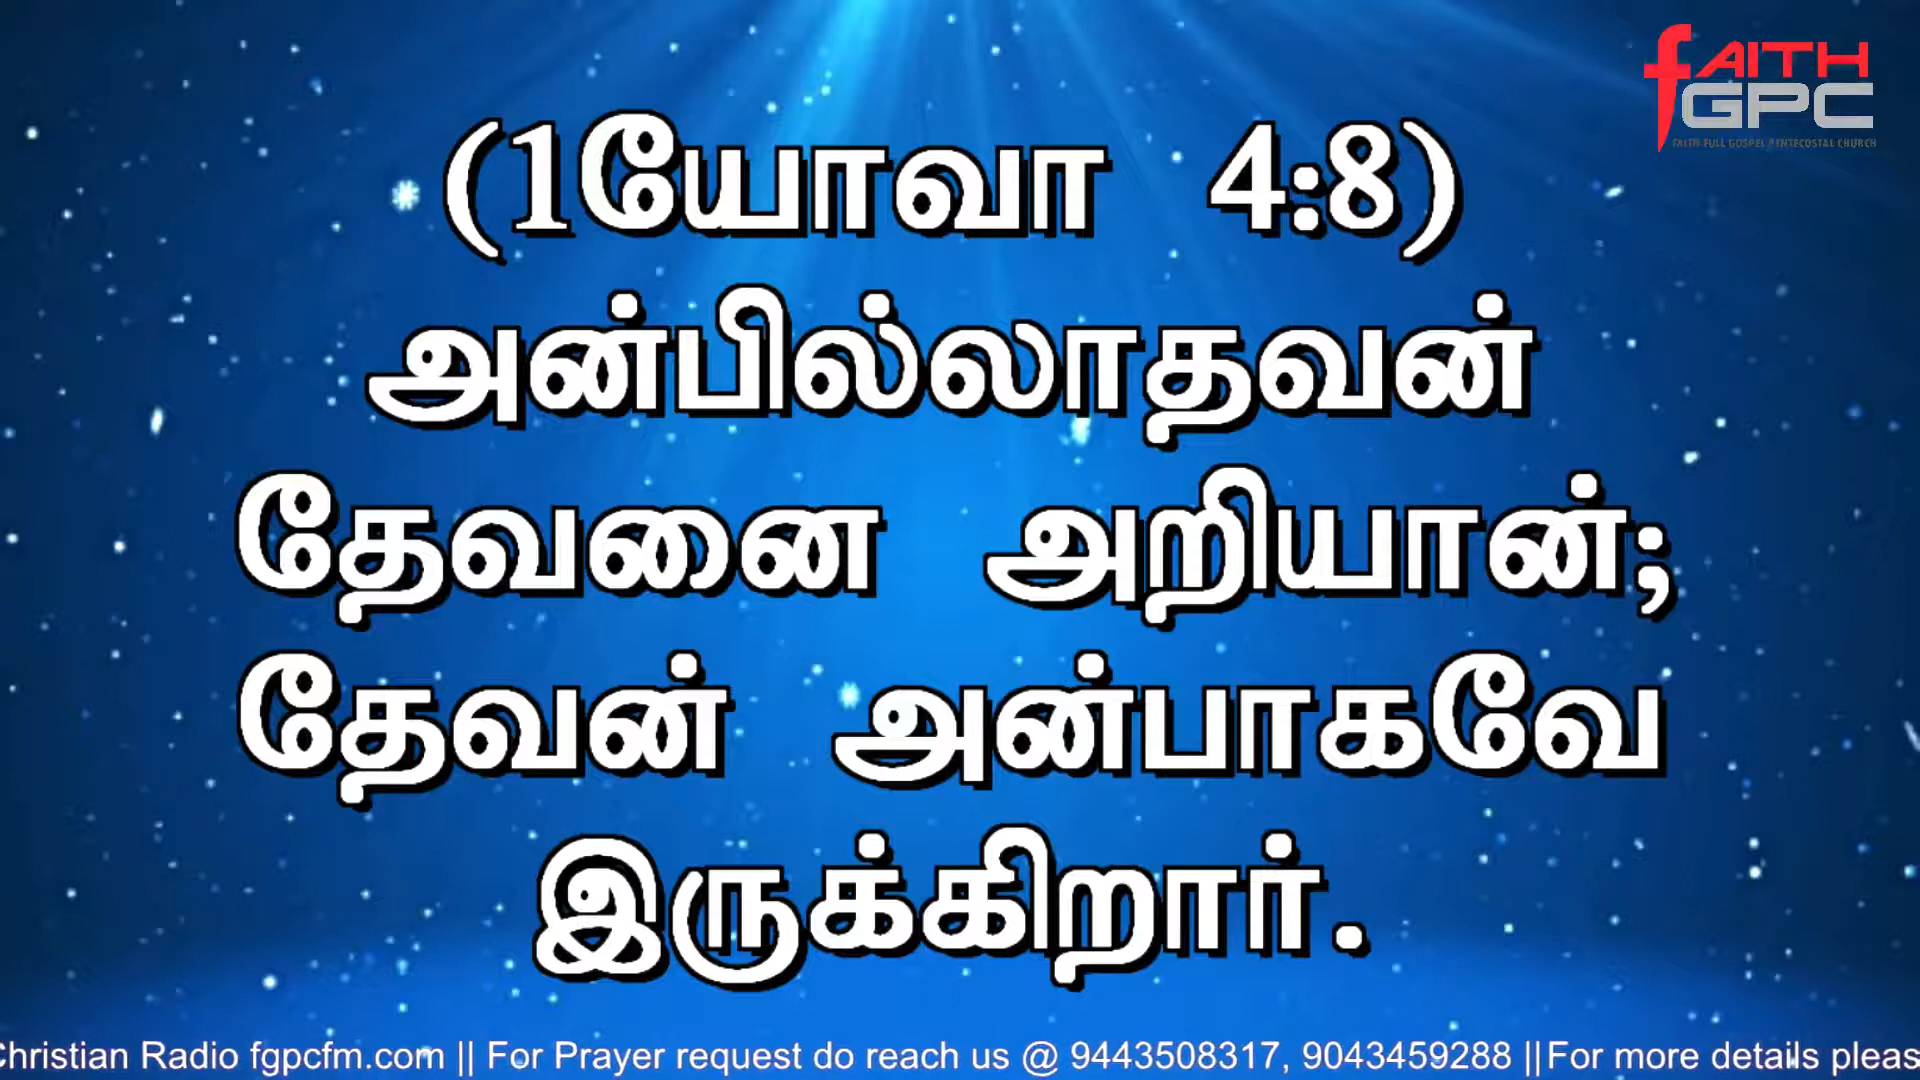 fAITH
GPC
FAITH FULL GOSPEL PENTECOSTAL CHURCH
(1யோவா 4:8)
அன்பில்லாதவன்
தேவனை அறியான்;
தேவன் அன்பாகவே
இருக்கிறார்.
Christian Radio fgpcfm.com || For Prayer request do reach us @ 9443508317, 9043459288 ||For more details pleas